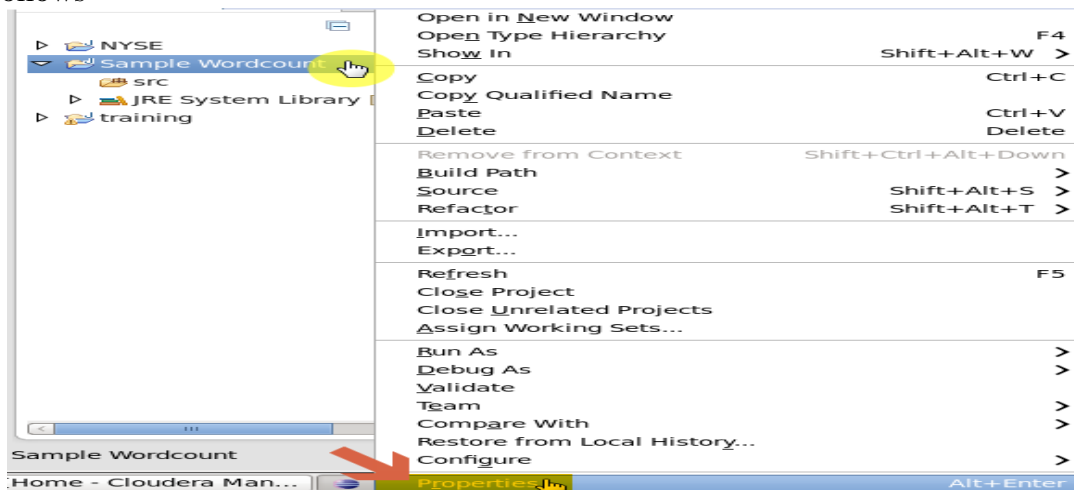 NYSE
Sample Wordcount
src
JRE System Library [
training
Open in New Window
Open Type Hierarchy F4
Show In Shift+Alt+W >
Copy Ctrl+C
Copy Qualified Name
Paste Ctrl+V
Delete Delete
Remove from Context Shift+Ctrl+Alt+Down
Build Path >
Source Shift+Alt+S >
Refactor Shift+Alt+T >
Import...
Export...
Refresh F5
Close Project
Close Unrelated Projects
Assign Working Sets...
Run As >
Debug As >
Validate
Team >
Compare With >
Restore from Local History...
Configure >
Properties Alt+Enter
Sample Wordcount
Home - Cloudera Man...